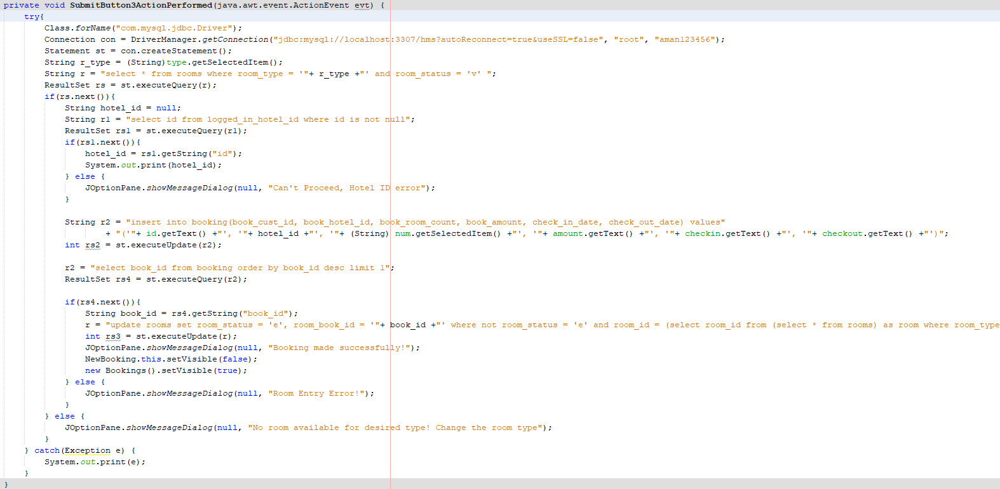 private void SubmitButton3ActionPerformed(java.awt.event.ActionEvent evt) {
    try{
        Class.forName("com.mysql.jdbc.Driver");
        Connection con = DriverManager.getConnection("jdbc:mysql://localhost:3307/hms?autoReconnect=true&useSSL=false", "root", "aman123456");
        Statement st = con.createStatement();
        String r_type = (String)type.getSelectedItem();
        String r = "select * from rooms where room_type = '"+ r_type +"' and room_status = 'v' ";
        ResultSet rs = st.executeQuery(r);
        if(rs.next()){
            String hotel_id = null;
            String r1 = "select id from logged_in_hotel_id where id is not null";
            ResultSet rs1 = st.executeQuery(r1);
            if(rs1.next()){
                hotel_id = rs1.getString("id");
                System.out.print(hotel_id);
            } else {
                JOptionPane.showMessageDialog(null, "Can't Proceed, Hotel ID error");
            }

            String r2 = "insert into booking(book_cust_id, book_hotel_id, book_room_count, book_amount, check_in_date, check_out_date) values"
                    + "('"+ id.getText() +"', '"+ hotel_id +"', '"+ (String) num.getSelectedItem() +"', '"+ amount.getText() +"', '"+ checkin.getText() +"', '"+ checkout.getText() +"')";
            int rs2 = st.executeUpdate(r2);

            r2 = "select book_id from booking order by book_id desc limit 1";
            ResultSet rs4 = st.executeQuery(r2);

            if(rs4.next()){
                String book_id = rs4.getString("book_id");
                r = "update rooms set room_status = 'e', room_book_id = '"+ book_id +"' where not room_status = 'e' and room_id = (select room_id from (select * from rooms) as room where room_type
                int rs3 = st.executeUpdate(r);
                JOptionPane.showMessageDialog(null, "Booking made successfully!");
                NewBooking.this.setVisible(false);
                new Bookings().setVisible(true);
            } else {
                JOptionPane.showMessageDialog(null, "Room Entry Error!");
            }
        } else {
            JOptionPane.showMessageDialog(null, "No room available for desired type! Change the room type");
        }
    } catch(Exception e) {
        System.out.print(e);
    }
}